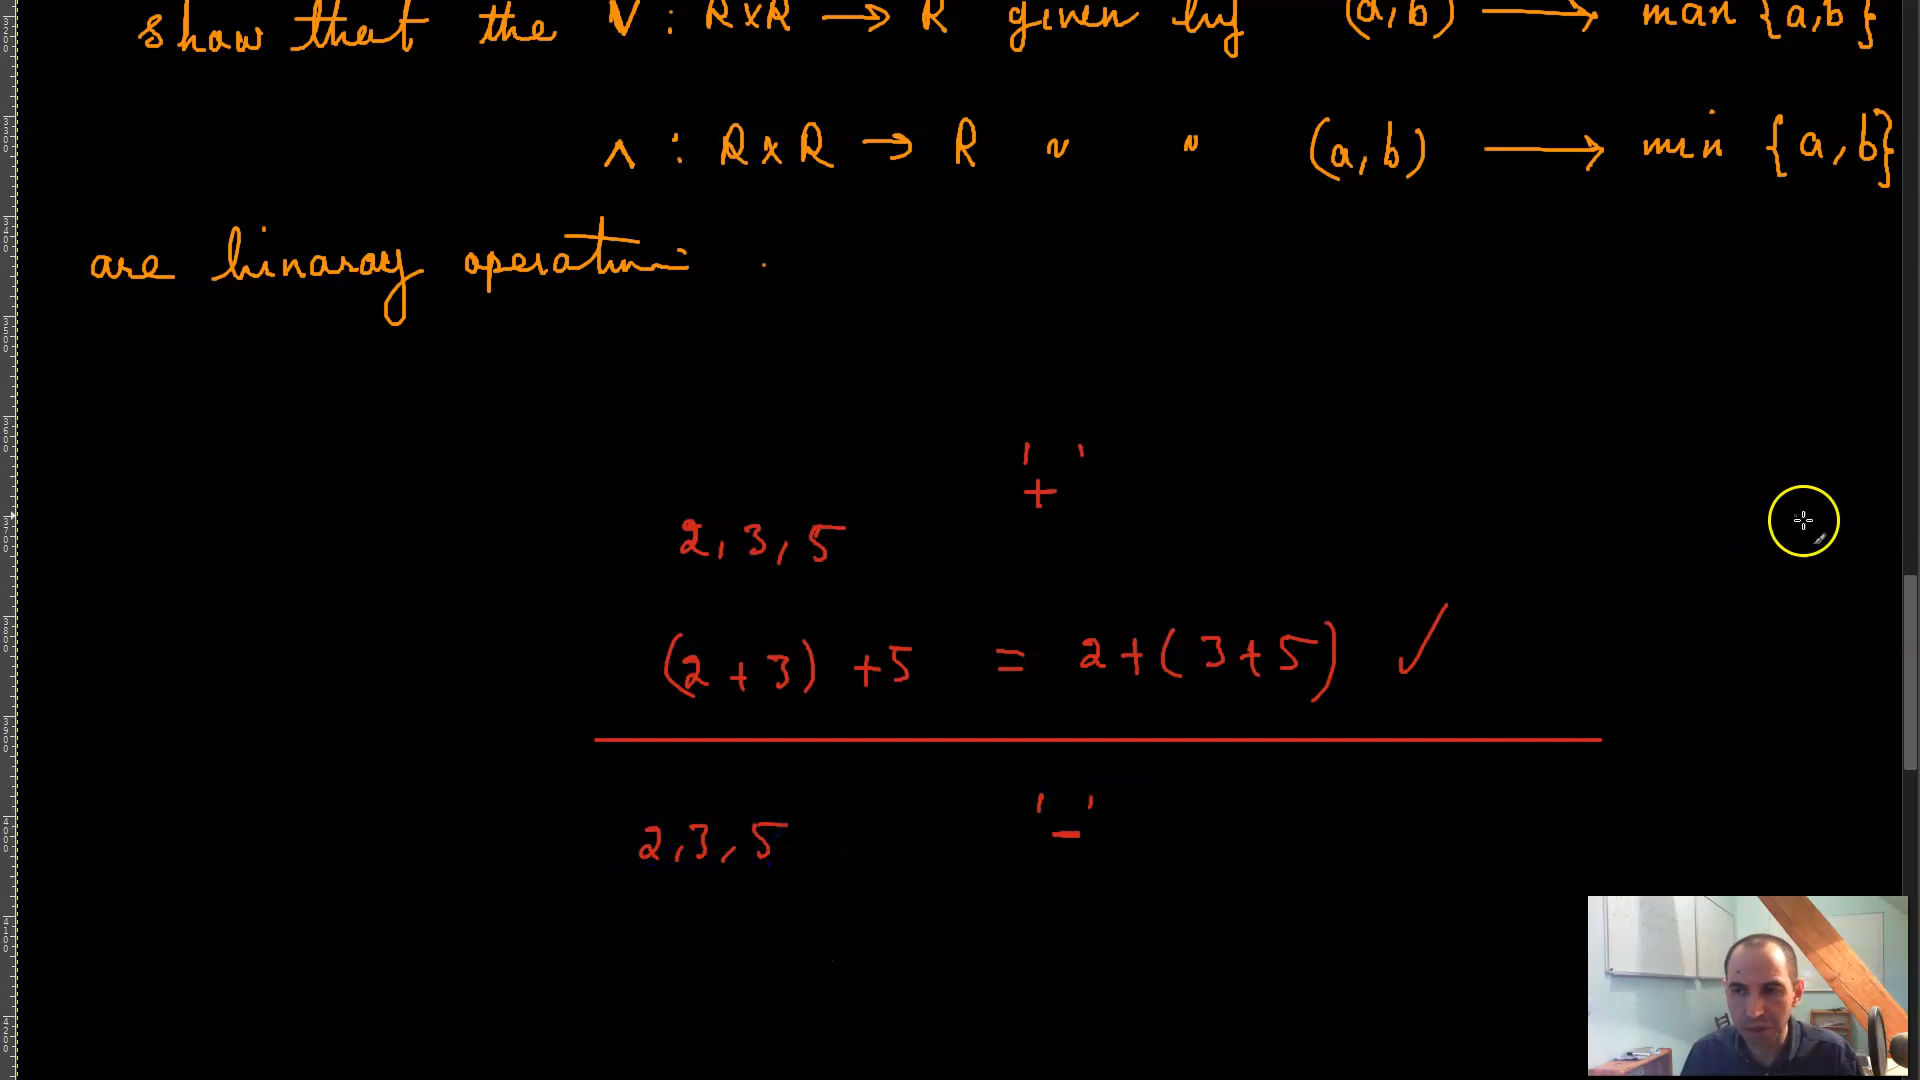 show that the V : R×R → R given by (a,b) → max {a,b}
∧ : R×R → R " " (a,b) → min {a,b}
are binaray operation .
' '
+
2, 3, 5
(2 + 3) + 5 = 2 + ( 3 + 5 ) ✓
' '
−
2, 3, 5